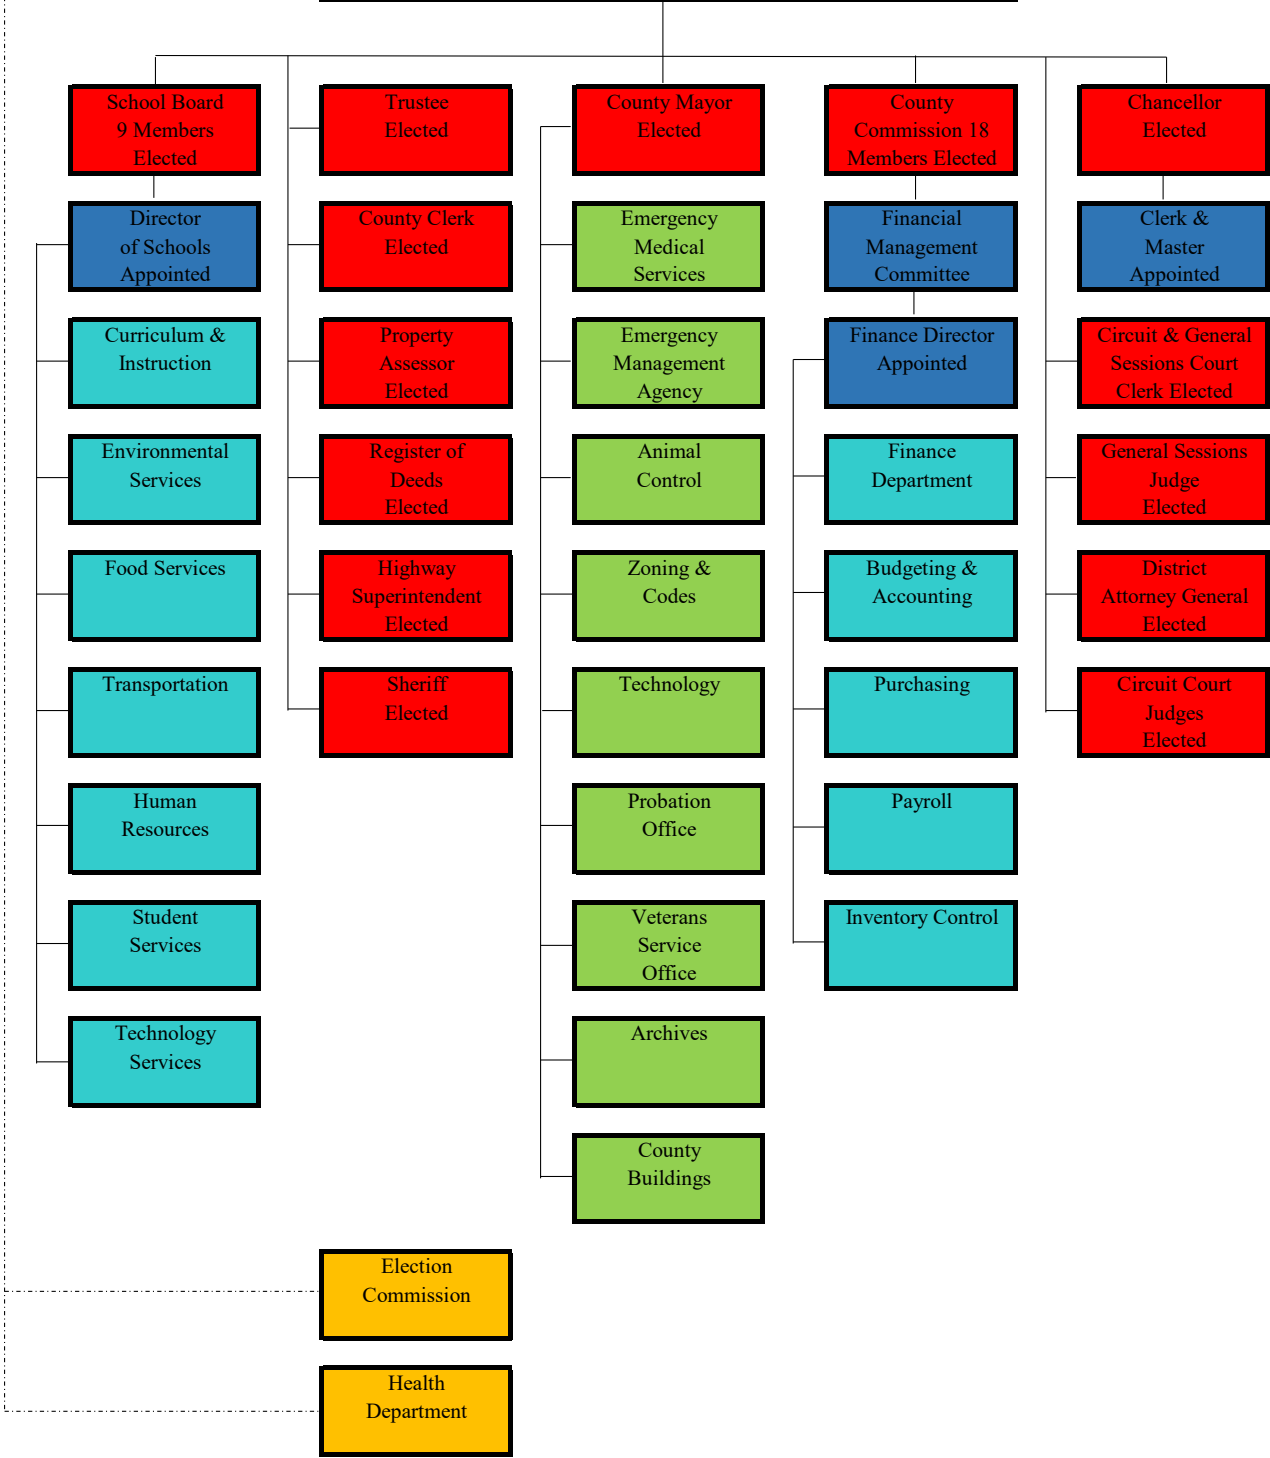 School Board
9 Members
Elected
Trustee
Elected
County Mayor
Elected
County
Commission 18
Members Elected
Chancellor
Elected
Director
of Schools
Appointed
County Clerk
Elected
Emergency
Medical
Services
Financial
Management
Committee
Clerk &
Master
Appointed
Curriculum &
Instruction
Property
Assessor
Elected
Emergency
Management
Agency
Finance Director
Appointed
Circuit & General
Sessions Court
Clerk Elected
Environmental
Services
Register of
Deeds
Elected
Animal
Control
Finance
Department
General Sessions
Judge
Elected
Food Services
Highway
Superintendent
Elected
Zoning &
Codes
Budgeting &
Accounting
District
Attorney General
Elected
Transportation
Sheriff
Elected
Technology
Purchasing
Circuit Court
Judges
Elected
Human
Resources
Probation
Office
Payroll
Student
Services
Veterans
Service
Office
Inventory Control
Technology
Services
Archives
County
Buildings
Election
Commission
Health
Department